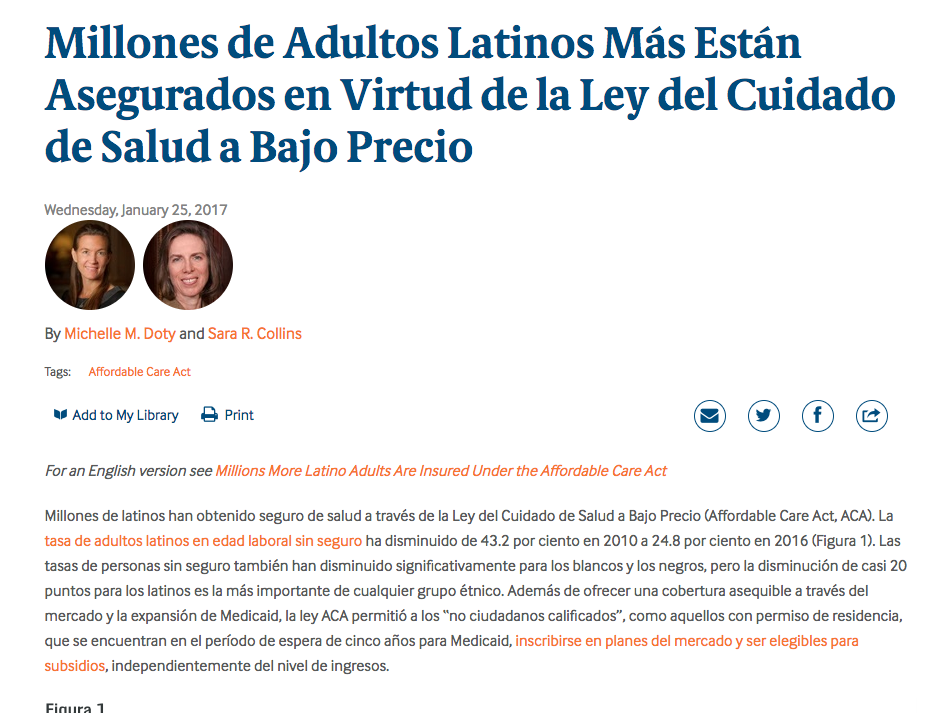 Millones de Adultos Latinos Más Están
Asegurados en Virtud de la Ley del Cuidado
de Salud a Bajo Precio
Wednesday, January 25, 2017
By Michelle M. Doty and Sara R. Collins
Tags: Affordable Care Act
Add to My Library Print
For an English version see Millions More Latino Adults Are Insured Under the Affordable Care Act
Millones de latinos han obtenido seguro de salud a través de la Ley del Cuidado de Salud a Bajo Precio (Affordable Care Act, ACA). La
tasa de adultos latinos en edad laboral sin seguro ha disminuido de 43.2 por ciento en 2010 a 24.8 por ciento en 2016 (Figura 1). Las
tasas de personas sin seguro también han disminuido significativamente para los blancos y los negros, pero la disminución de casi 20
puntos para los latinos es la más importante de cualquier grupo étnico. Además de ofrecer una cobertura asequible a través del
mercado y la expansión de Medicaid, la ley ACA permitió a los “no ciudadanos calificados”, como aquellos con permiso de residencia,
que se encuentran en el período de espera de cinco años para Medicaid, inscribirse en planes del mercado y ser elegibles para
subsidios, independientemente del nivel de ingresos.
Figura 1